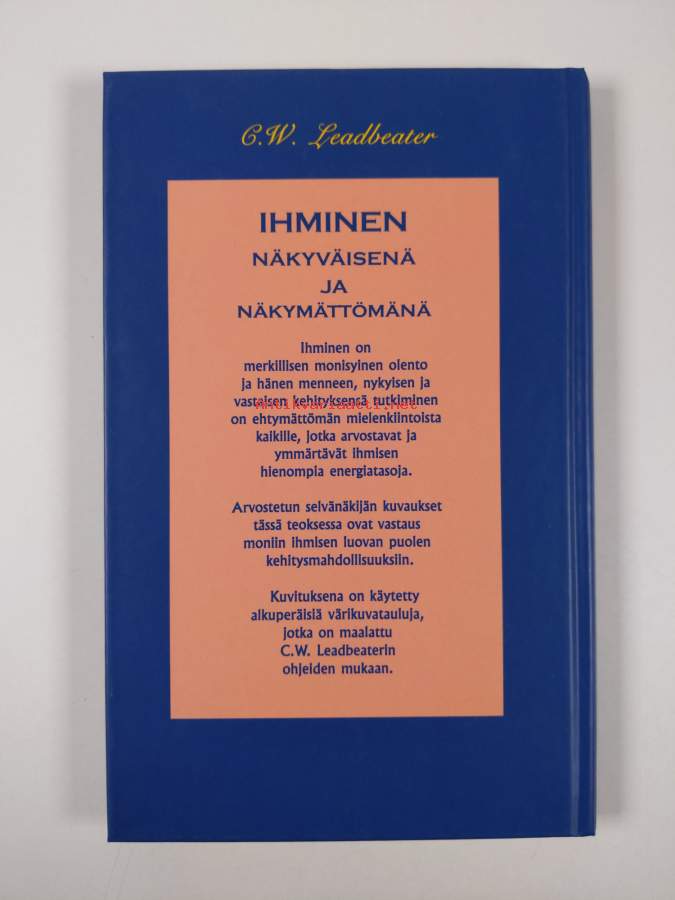 C.W. Leadbeater
IHMINEN
NÄKYVÄISENÄ
JA
NÄKYMÄTTÖMÄNÄ
Ihminen on
merkillisen monisyinen olento
ja hänen menneen, nykyisen ja
vastaisen kehityksensä tutkiminen
Antikvariaatti.net
on ehtymättömän mielenkiintoista
kaikille, jotka arvostavat ja
ymmärtävät ihmisen
hienompia energiatasoja.
Arvostetun selvänäkijän kuvaukset
tässä teoksessa ovat vastaus
moniin ihmisen luovan puolen
kehitysmahdollisuuksiin.
Kuvituksena on käytetty
alkuperäisiä värikuvatauluja,
jotka on maalattu
C.W. Leadbeaterin
ohjeiden mukaan.